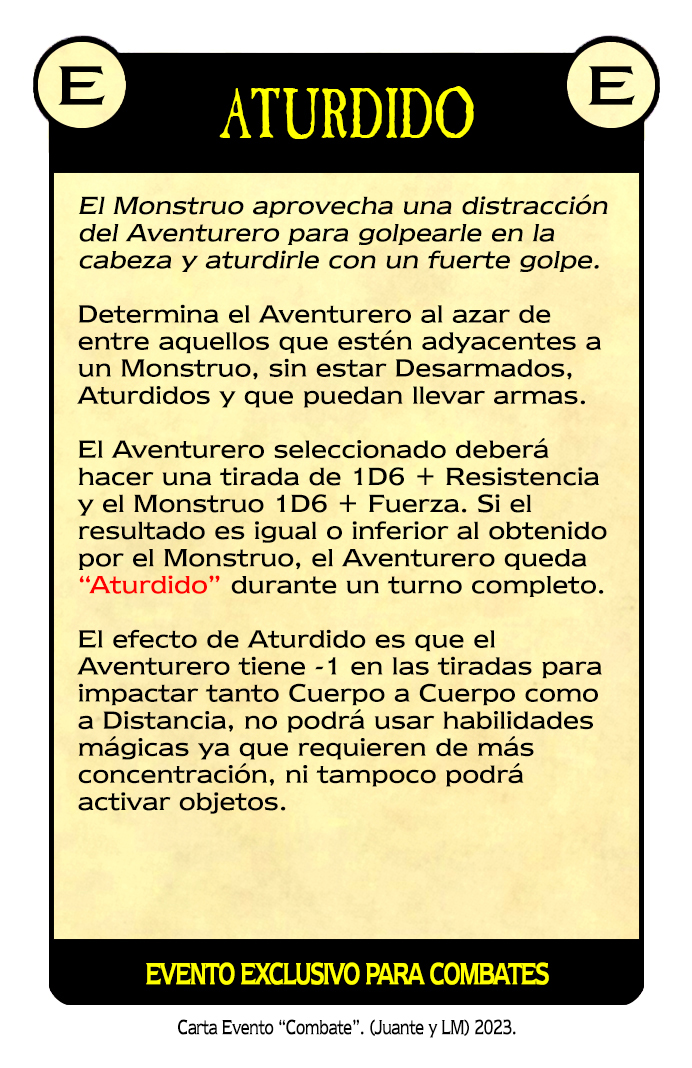 E
ATURDIDO
E
El Monstruo aprovecha una distracción
del Aventurero para golpearle en la
cabeza y aturdirle con un fuerte golpe.
Determina el Aventurero al azar de
entre aquellos que estén adyacentes a
un Monstruo, sin estar Desarmados,
Aturdidos y que puedan llevar armas.
El Aventurero seleccionado deberá
hacer una tirada de 1D6 + Resistencia
y el Monstruo 1D6 + Fuerza. Si el
resultado es igual o inferior al obtenido
por el Monstruo, el Aventurero queda
“Aturdido” durante un turno completo.
El efecto de Aturdido es que el
Aventurero tiene -1 en las tiradas para
impactar tanto Cuerpo a Cuerpo como
a Distancia, no podrá usar habilidades
mágicas ya que requieren de más
concentración, ni tampoco podrá
activar objetos.
EVENTO EXCLUSIVO PARA COMBATES
Carta Evento “Combate”. (Juante y LM) 2023.